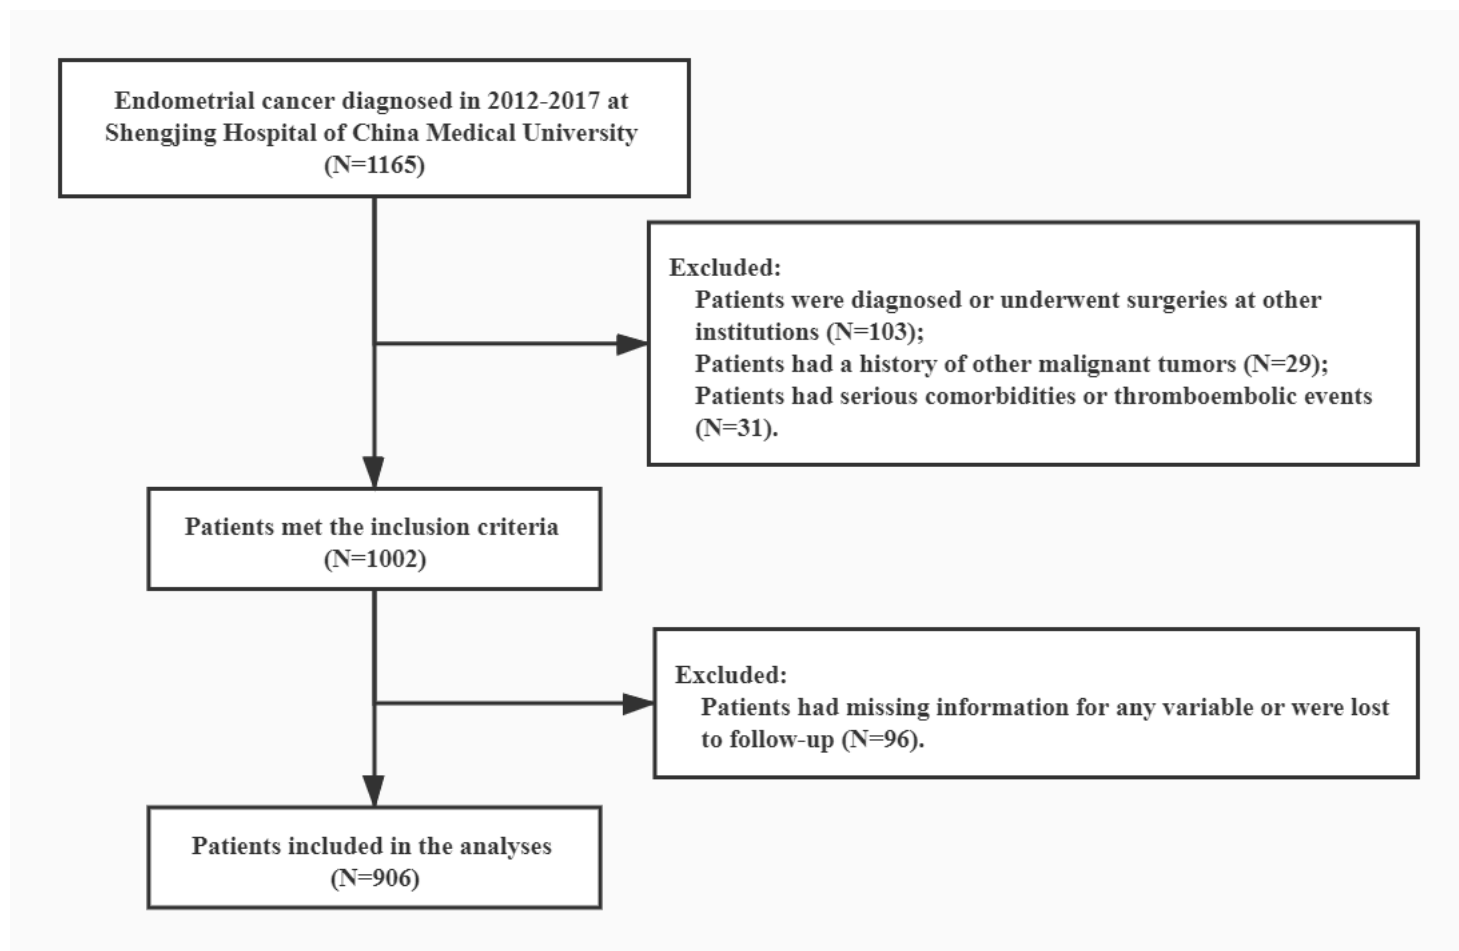 Endometrial cancer diagnosed in 2012-2017 at
Shengjing Hospital of China Medical University
(N=1165)
Excluded:
Patients were diagnosed or underwent surgeries at other
institutions (N=103);
Patients had a history of other malignant tumors (N=29);
Patients had serious comorbidities or thromboembolic events
(N=31).
Patients met the inclusion criteria
(N=1002)
Excluded:
Patients had missing information for any variable or were lost
to follow-up (N=96).
Patients included in the analyses
(N=906)